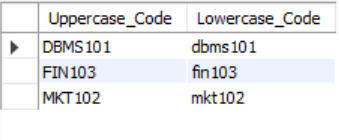 Uppercase_Code Lowercase_Code
DBMS101 dbms101
FIN103 fin103
MKT102 mkt102